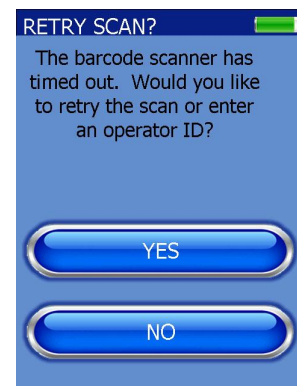 RETRY SCAN?
The barcode scanner has
timed out. Would you like
to retry the scan or enter
an operator ID?
YES
NO